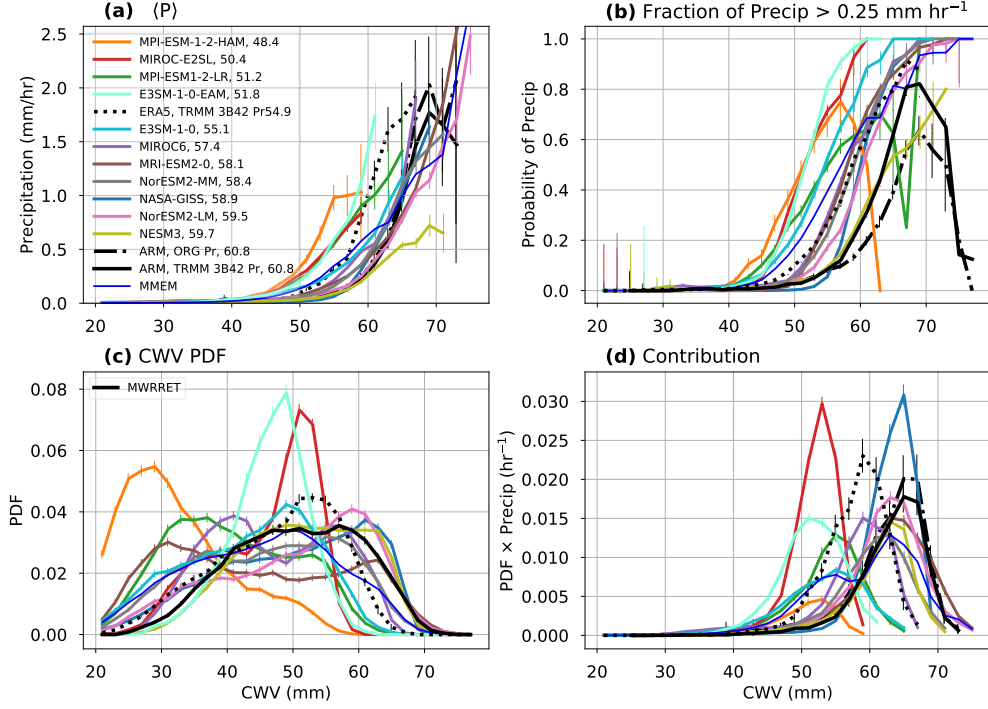 (a) ⟨P⟩
2.5
2.0
1.5
1.0
0.5
0.0
Precipitation (mm/hr)
MPI-ESM-1-2-HAM, 48.4
MIROC-E2SL, 50.4
MPI-ESM1-2-LR, 51.2
E3SM-1-0-EAM, 51.8
ERA5, TRMM 3B42 Pr54.9
E3SM-1-0, 55.1
MIROC6, 57.4
MRI-ESM2-0, 58.1
NorESM2-MM, 58.4
NASA-GISS, 58.9
NorESM2-LM, 59.5
NESM3, 59.7
ARM, ORG Pr, 60.8
ARM, TRMM 3B42 Pr, 60.8
MMEM
20 30 40 50 60 70
(b) Fraction of Precip > 0.25 mm hr⁻¹
1.0
0.8
0.6
0.4
0.2
0.0
Probability of Precip
20 30 40 50 60 70
(c) CWV PDF
MWRRET
0.08
0.06
0.04
0.02
0.00
PDF
20 30 40 50 60 70
CWV (mm)
(d) Contribution
0.030
0.025
0.020
0.015
0.010
0.005
0.000
PDF × Precip (hr⁻¹)
20 30 40 50 60 70
CWV (mm)